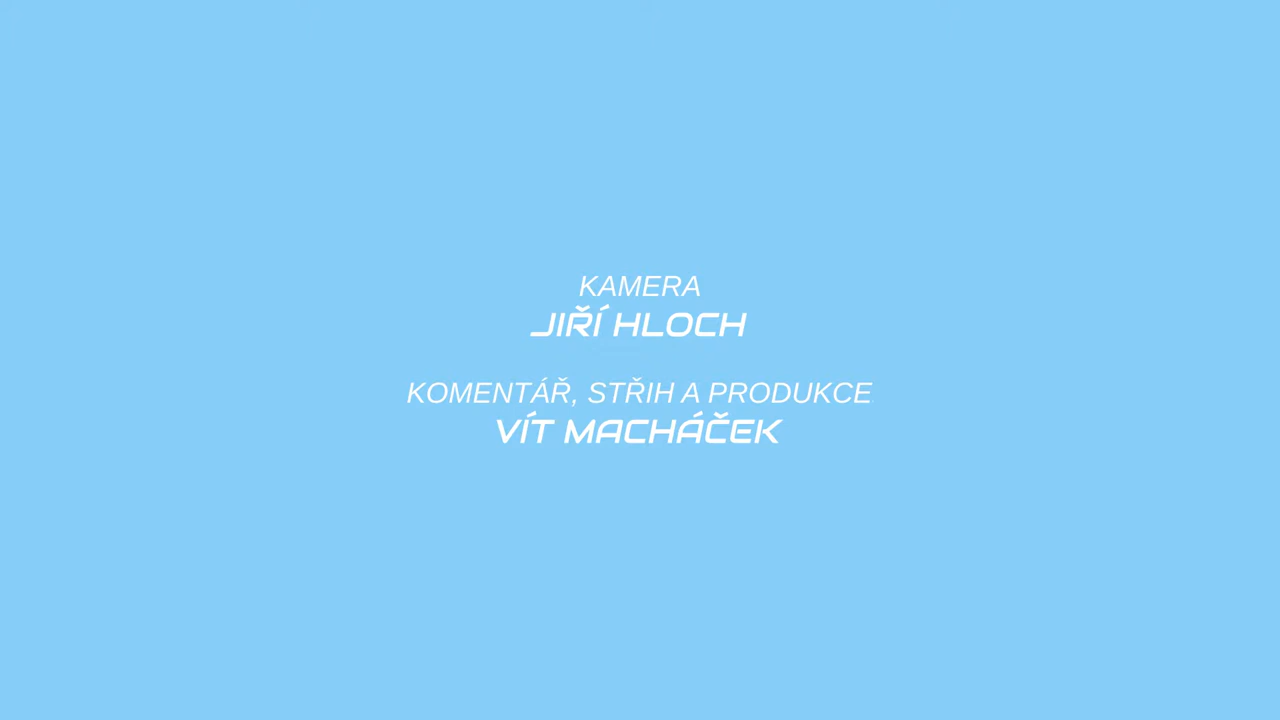 KAMERA
JIŘÍ HLOCH
KOMENTÁŘ, STŘIH A PRODUKCE
VÍT MACHÁČEK